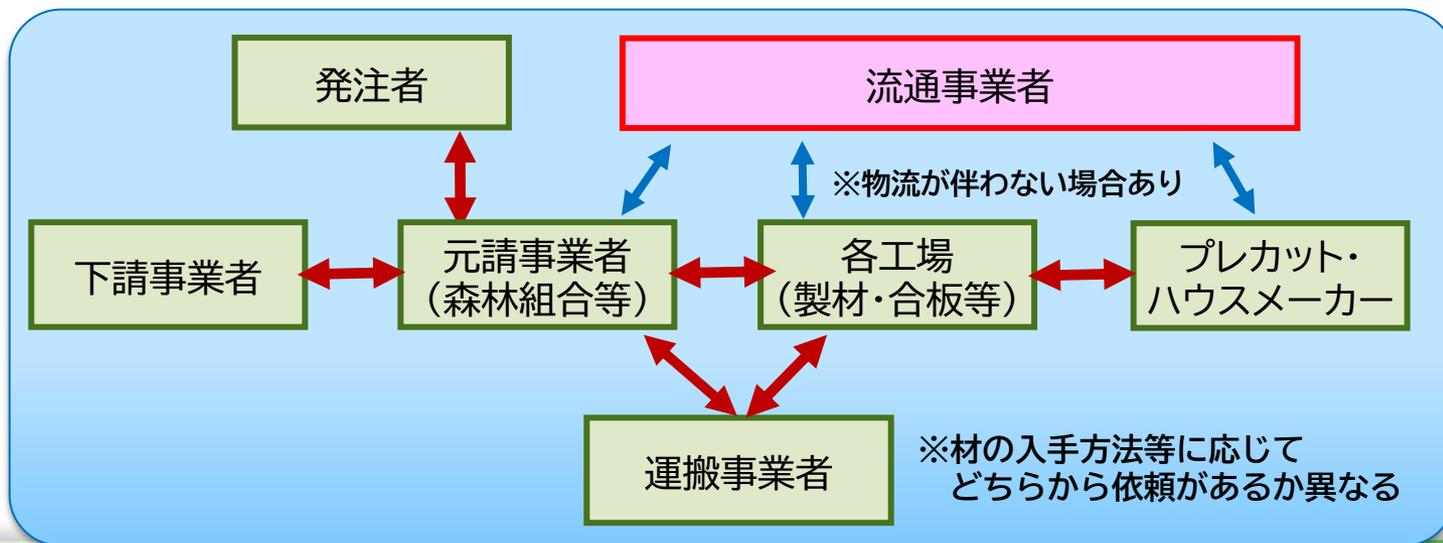 発注者
流通事業者
※物流が伴わない場合あり
下請事業者
元請事業者
（森林組合等）
各工場
（製材・合板等）
プレカット・
ハウスメーカー
運搬事業者
※材の入手方法等に応じて
どちらから依頼があるか異なる